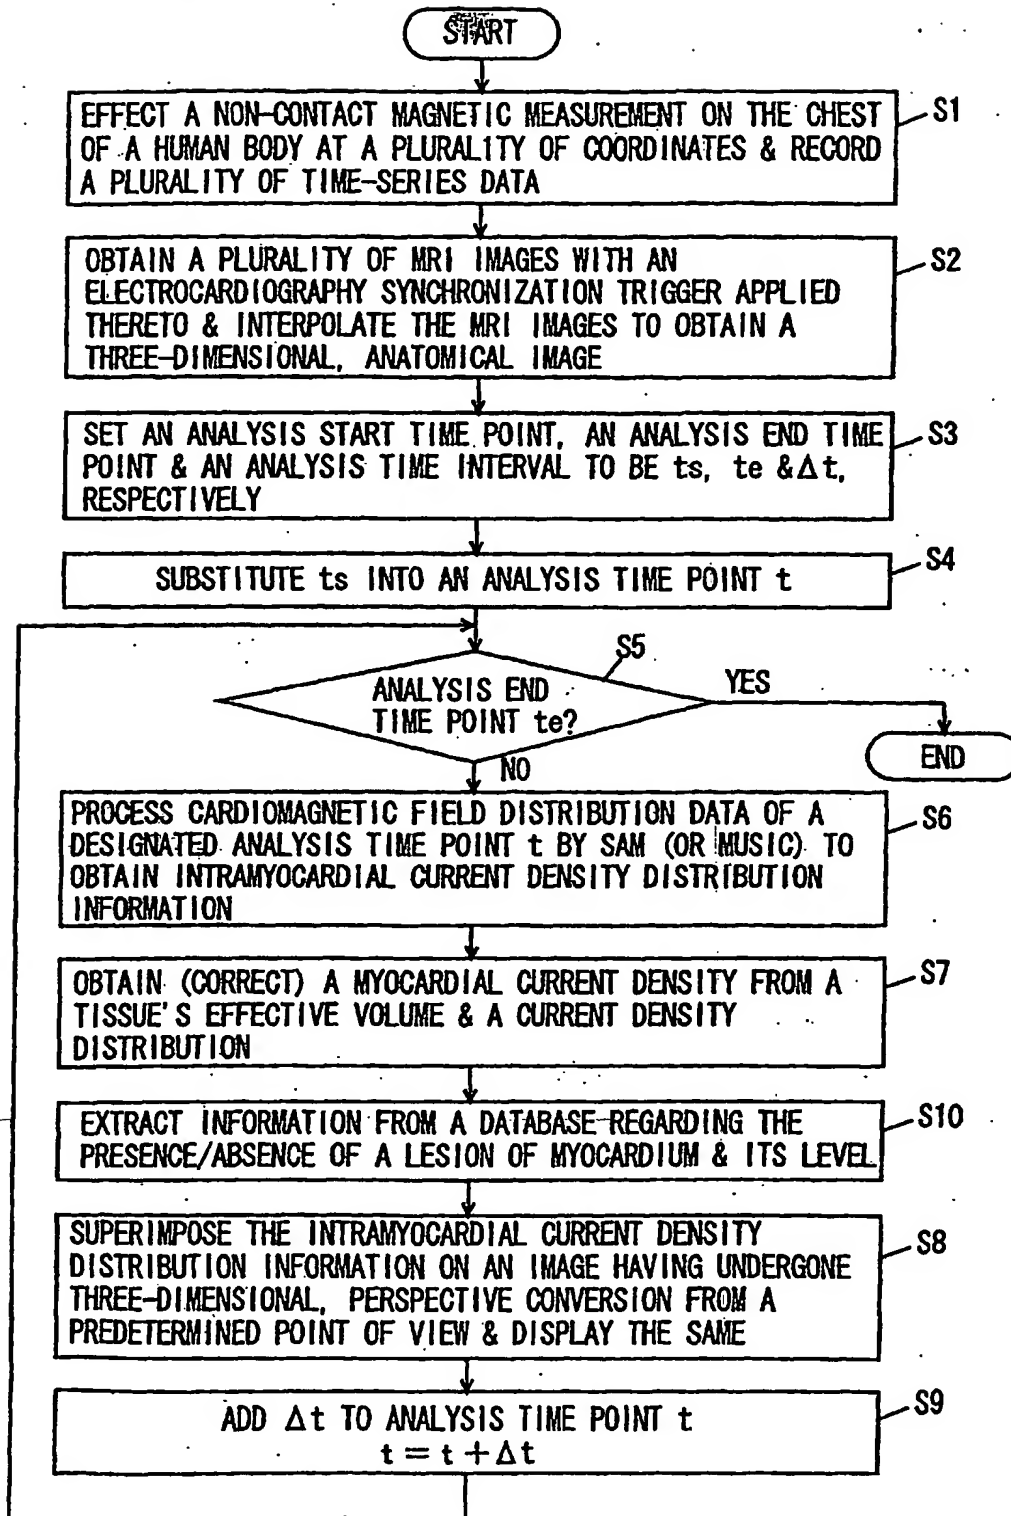 START
EFFECT A NON-CONTACT MAGNETIC MEASUREMENT ON THE CHEST
OF A HUMAN BODY AT A PLURALITY OF COORDINATES & RECORD
A PLURALITY OF TIME-SERIES DATA
S1
OBTAIN A PLURALITY OF MRI IMAGES WITH AN
ELECTROCARDIOGRAPHY SYNCHRONIZATION TRIGGER APPLIED
THERETO & INTERPOLATE THE MRI IMAGES TO OBTAIN A
THREE-DIMENSIONAL, ANATOMICAL IMAGE
S2
SET AN ANALYSIS START TIME POINT, AN ANALYSIS END TIME
POINT & AN ANALYSIS TIME INTERVAL TO BE ts, te &Δt,
RESPECTIVELY
S3
SUBSTITUTE ts INTO AN ANALYSIS TIME POINT t
S4
S5
ANALYSIS END
TIME POINT te?
YES
END
NO
PROCESS CARDIOMAGNETIC FIELD DISTRIBUTION DATA OF A
DESIGNATED ANALYSIS TIME POINT t BY SAM (OR MUSIC) TO
OBTAIN INTRAMYOCARDIAL CURRENT DENSITY DISTRIBUTION
INFORMATION
S6
OBTAIN (CORRECT) A MYOCARDIAL CURRENT DENSITY FROM A
TISSUE'S EFFECTIVE VOLUME & A CURRENT DENSITY
DISTRIBUTION
S7
EXTRACT INFORMATION FROM A DATABASE REGARDING THE
PRESENCE/ABSENCE OF A LESION OF MYOCARDIUM & ITS LEVEL
S10
SUPERIMPOSE THE INTRAMYOCARDIAL CURRENT DENSITY
DISTRIBUTION INFORMATION ON AN IMAGE HAVING UNDERGONE
THREE-DIMENSIONAL, PERSPECTIVE CONVERSION FROM A
PREDETERMINED POINT OF VIEW & DISPLAY THE SAME
S8
ADD Δt TO ANALYSIS TIME POINT t
t = t + Δt
S9